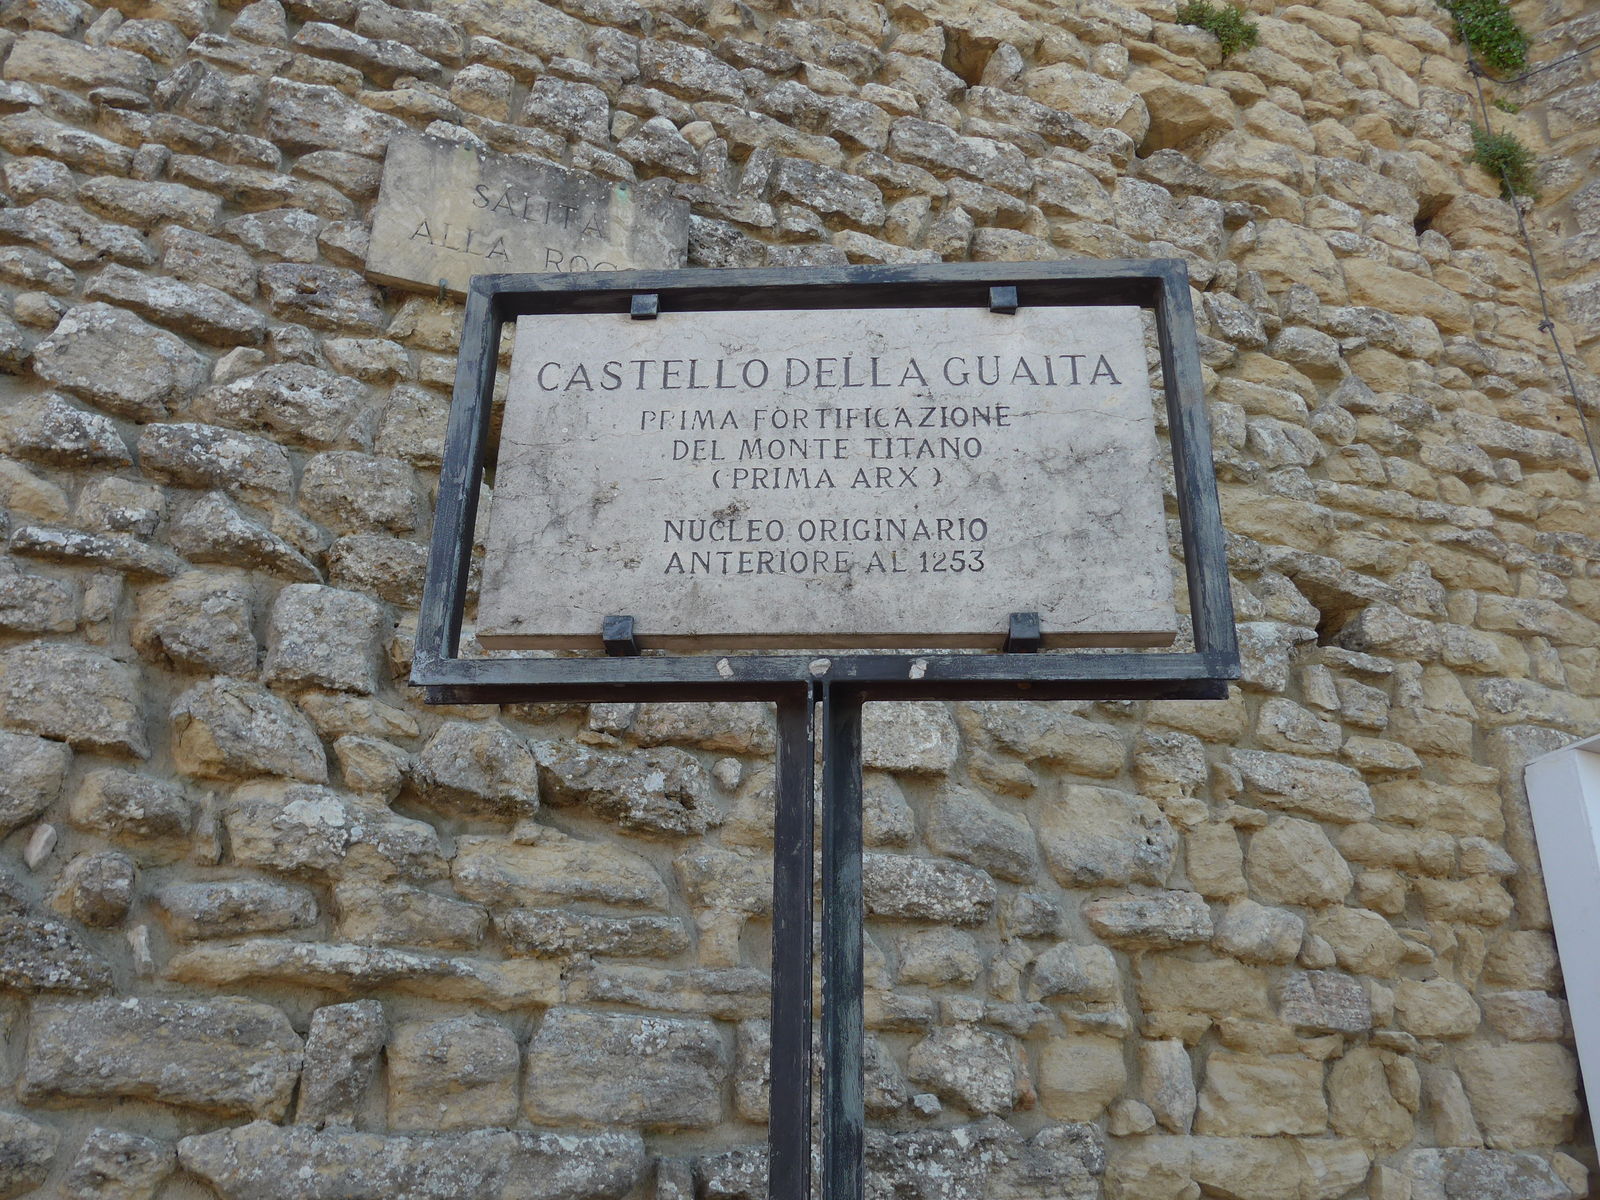 SALITA
ALLA
CASTELLO DELLA GUAITA
PRIMA FORTIFICAZIONE
DEL MONTE TITANO
(PRIMA ARX)
NUCLEO ORIGINARIO
ANTERIORE AL 1253